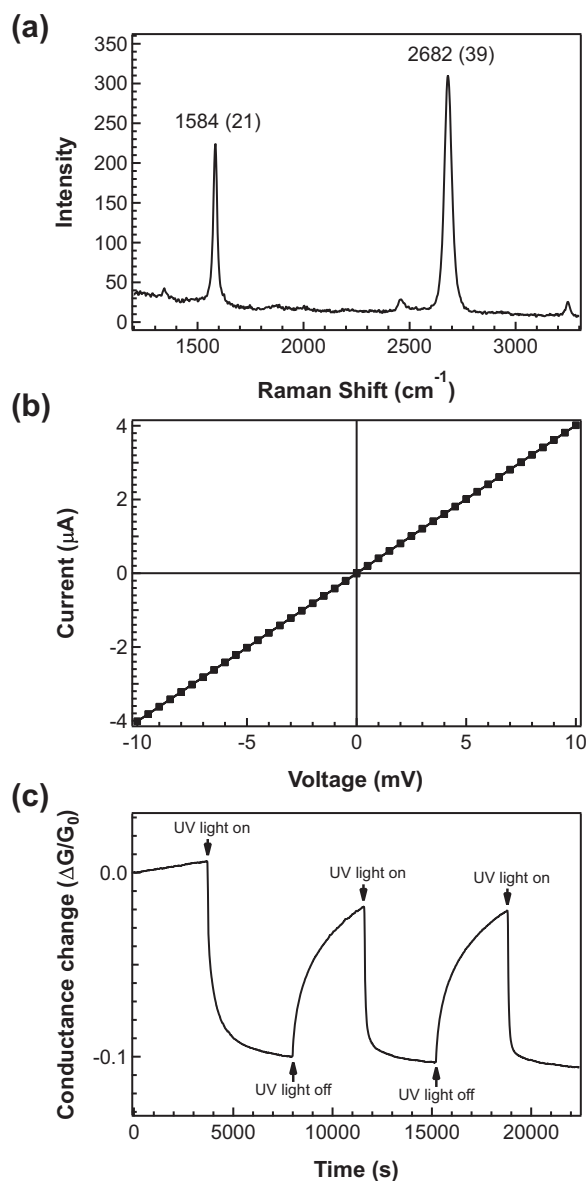 (a)
350
300
250
200
150
100
50
0
Intensity
1584 (21)
2682 (39)
1500
2000
2500
3000
Raman Shift (cm-1)
(b)
4
2
0
-2
-4
Current (μA)
-10
-5
0
5
10
Voltage (mV)
(c)
0.0
-0.1
Conductance change (ΔG/G0)
UV light on
UV light on
UV light on
UV light off
UV light off
0
5000
10000
15000
20000
Time (s)